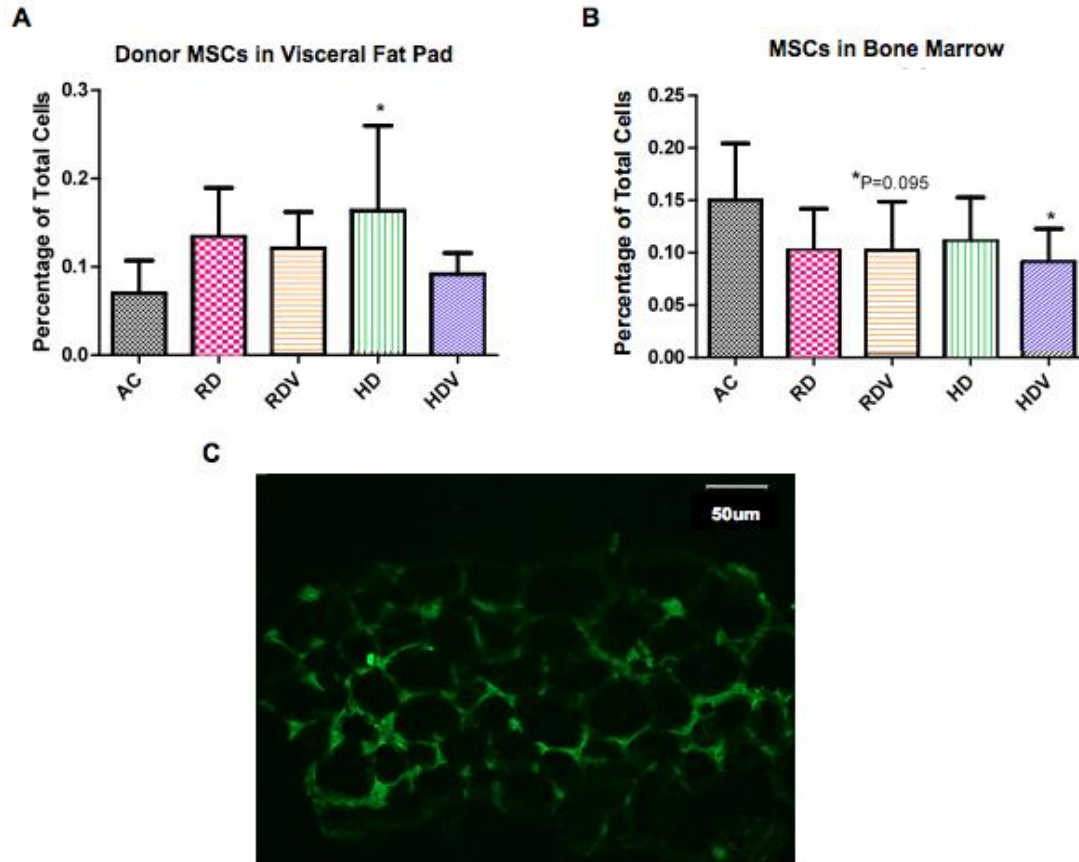 A
Donor MSCs in Visceral Fat Pad
Percentage of Total Cells
0.3
0.2
0.1
0.0
*
AC
RD
RDV
HD
HDV
B
MSCs in Bone Marrow
Percentage of Total Cells
0.25
0.20
0.15
0.10
0.05
0.00
*P=0.095
*
AC
RD
RDV
HD
HDV
C
50um